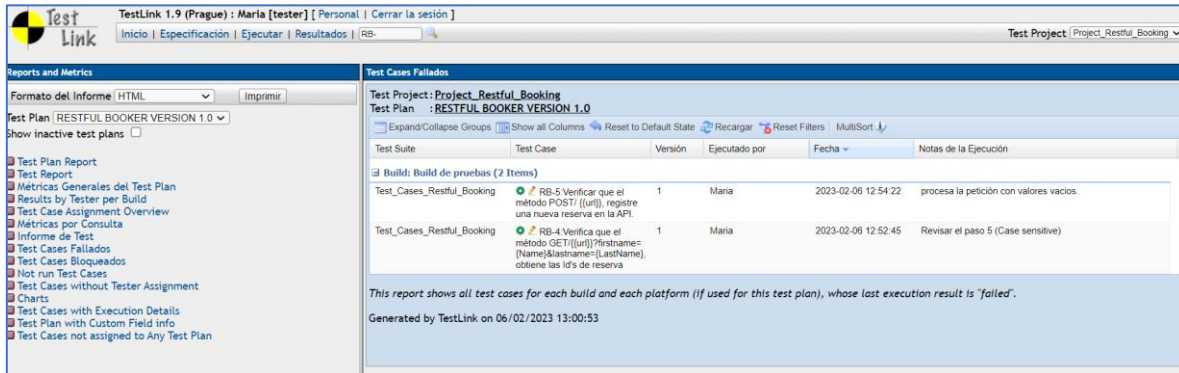 Test
Link
TestLink 1.9 (Prague) : Maria [tester] [ Personal | Cerrar la sesión ]
Inicio | Especificación | Ejecutar | Resultados | RB-
Test Project Project_Restful_Booking
Reports and Metrics
Formato del Informe HTML Imprimir
Test Plan RESTFUL BOOKER VERSION 1.0
Show inactive test plans
Test Plan Report
Test Report
Métricas Generales del Test Plan
Results by Tester per Build
Test Case Assignment Overview
Métricas por Consulta
Informe de Test
Test Cases Fallados
Test Cases Bloqueados
Not run Test Cases
Test Cases without Tester Assignment
Charts
Test Cases with Execution Details
Test Plan with Custom Field info
Test Cases not assigned to Any Test Plan
Test Cases Fallados
Test Project : Project_Restful_Booking
Test Plan : RESTFUL BOOKER VERSION 1.0
Expand/Collapse Groups Show all Columns Reset to Default State Recargar Reset Filters MultiSort
Test Suite Test Case Versión Ejecutado por Fecha Notas de la Ejecución
Build: Build de pruebas (2 Items)
Test_Cases_Restful_Booking RB-5:Verificar que el 1 Maria 2023-02-06 12:54:22 procesa la petición con valores vacios.
método POST/ {{url}}, registre
una nueva reserva en la API.
Test_Cases_Restful_Booking RB-4:Verifica que el 1 Maria 2023-02-06 12:52:45 Revisar el paso 5 (Case sensitive)
método GET/{{url}}?firstname=
{Name}&lastname={LastName},
obtiene las Id's de reserva
This report shows all test cases for each build and each platform (if used for this test plan), whose last execution result is "failed".
Generated by TestLink on 06/02/2023 13:00:53